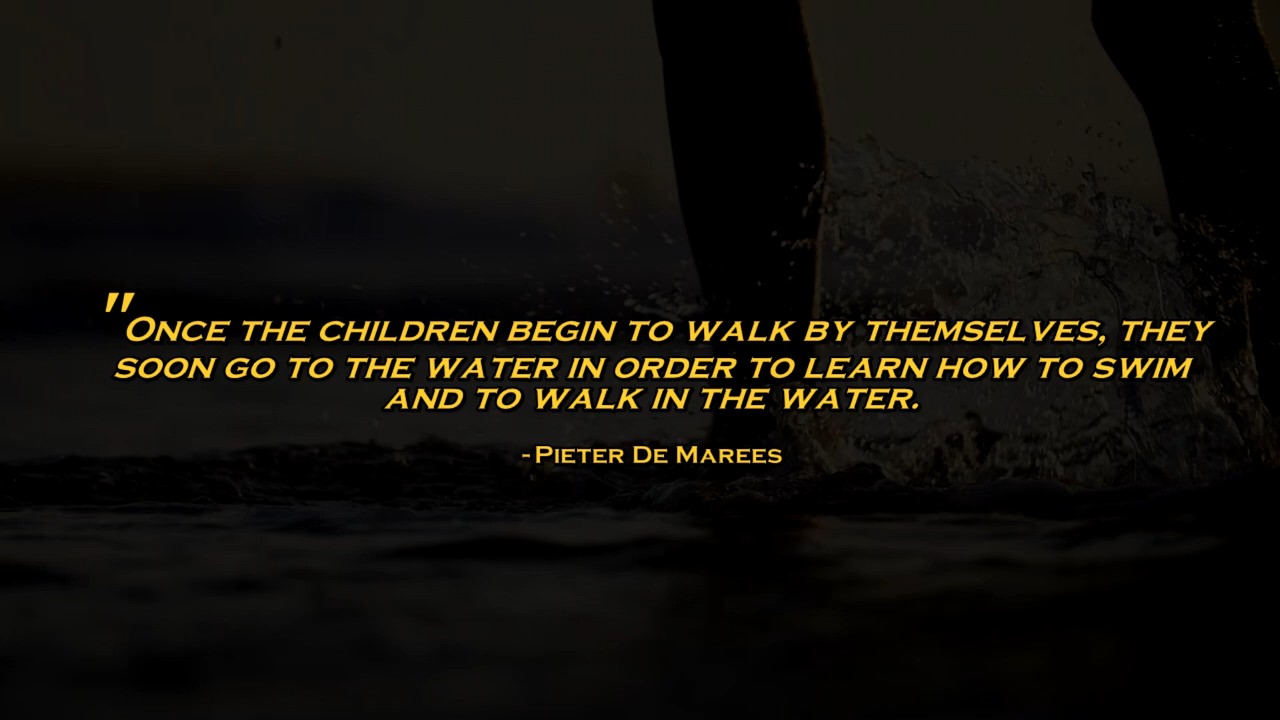 "Once the children begin to walk by themselves, they
soon go to the water in order to learn how to swim
and to walk in the water.
-Pieter De Marees